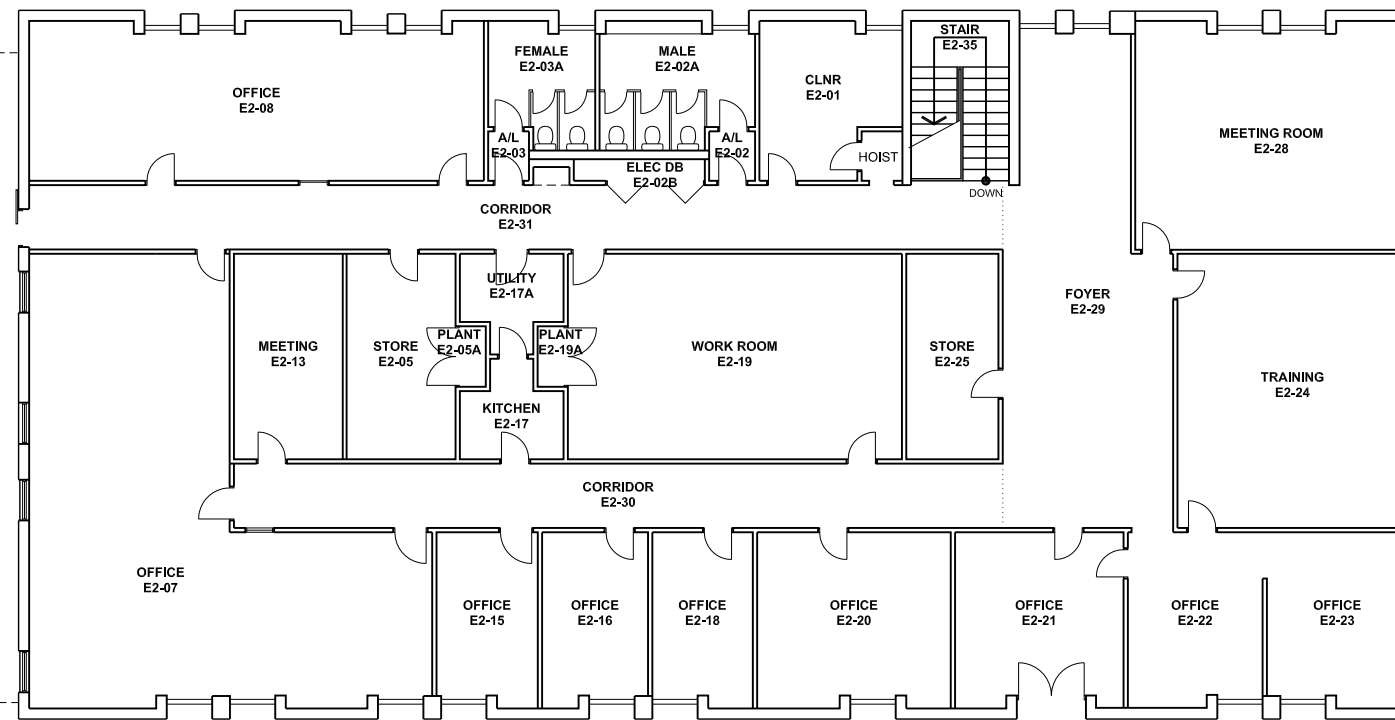 STAIR
E2-35
FEMALE
E2-03A
MALE
E2-02A
CLNR
E2-01
OFFICE
E2-08
MEETING ROOM
E2-28
A/L
E2-03
A/L
E2-02
HOIST
ELEC DB
E2-02B
DOWN
CORRIDOR
E2-31
UTILITY
E2-17A
FOYER
E2-29
MEETING
E2-13
STORE
E2-05
PLANT
E2-05A
PLANT
E2-19A
WORK ROOM
E2-19
STORE
E2-25
TRAINING
E2-24
KITCHEN
E2-17
CORRIDOR
E2-30
OFFICE
E2-07
OFFICE
E2-15
OFFICE
E2-16
OFFICE
E2-18
OFFICE
E2-20
OFFICE
E2-21
OFFICE
E2-22
OFFICE
E2-23